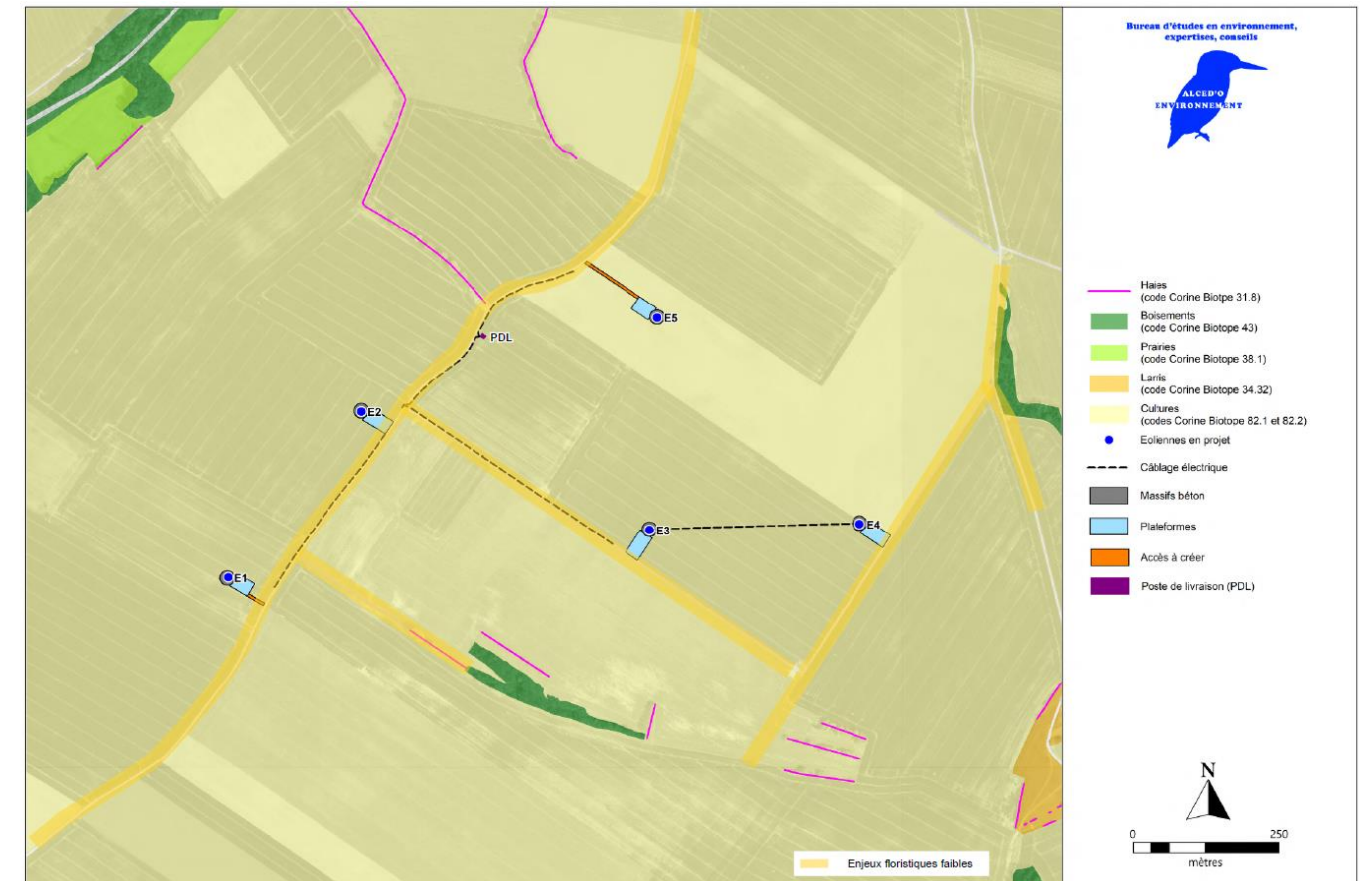 Bureau d'études en environnement,
expertises, conseils
ALCED'O
ENVIRONNEMENT
Haies
(code Corine Biotpe 31.8)
Boisements
(code Corine Biotope 43)
Prairies
(code Corine Biotope 38.1)
Larris
(code Corine Biotope 34.32)
Cultures
(codes Corine Biotope 82.1 et 82.2)
Eoliennes en projet
Câblage électrique
Massifs béton
Plateformes
Accès à créer
Poste de livraison (PDL)
E5
PDL
E2
E3
E4
E1
N
0 250
mètres
Enjeux floristiques faibles